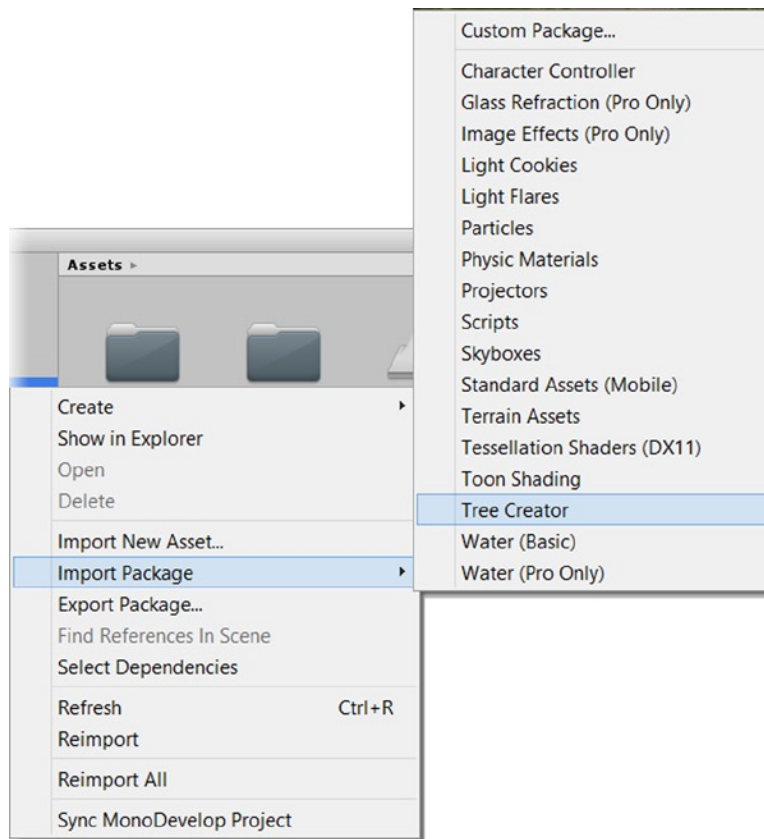 Assets
Create
Show in Explorer
Open
Delete
Import New Asset...
Import Package
Export Package...
Find References In Scene
Select Dependencies
Refresh Ctrl+R
Reimport
Reimport All
Sync MonoDevelop Project
Custom Package...
Character Controller
Glass Refraction (Pro Only)
Image Effects (Pro Only)
Light Cookies
Light Flares
Particles
Physic Materials
Projectors
Scripts
Skyboxes
Standard Assets (Mobile)
Terrain Assets
Tessellation Shaders (DX11)
Toon Shading
Tree Creator
Water (Basic)
Water (Pro Only)